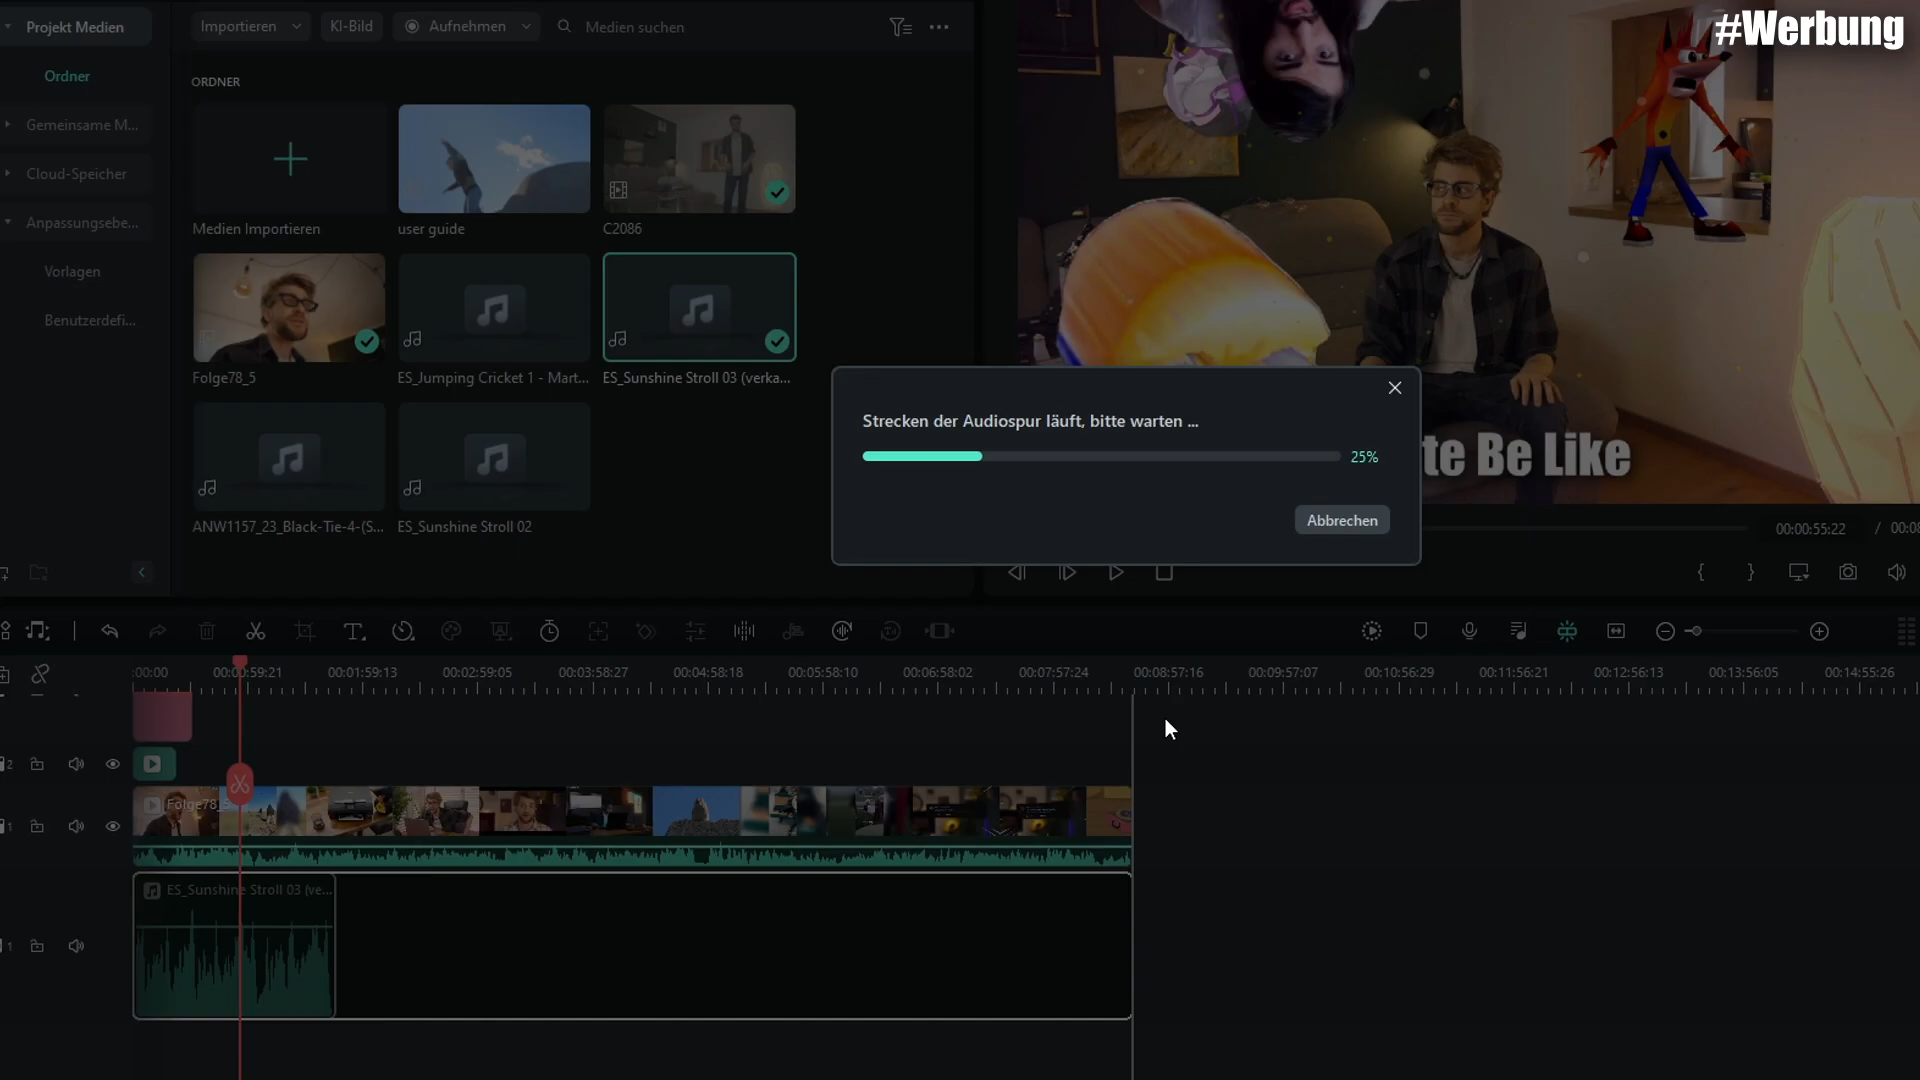 Projekt Medien
Importieren
KI-Bild
Aufnehmen
Medien suchen
#Werbung
Ordner
ORDNER
Gemeinsame M...
Cloud-Speicher
Anpassungsebe...
Vorlagen
Benutzerdefi...
Medien Importieren
user guide
C2086
Folge78_5
ES_Jumping Cricket 1 - Mart...
ES_Sunshine Stroll 03 (verka...
ANW1157_23_Black-Tie-4-(S...
ES_Sunshine Stroll 02
Strecken der Audiospur läuft, bitte warten ...
25%
Abbrechen
te Be Like
00:00:55:22 / 00:08
:00:00
00:00:59:21
00:01:59:13
00:02:59:05
00:03:58:27
00:04:58:18
00:05:58:10
00:06:58:02
00:07:57:24
00:08:57:16
00:09:57:07
00:10:56:29
00:11:56:21
00:12:56:13
00:13:56:05
00:14:55:26
2
Folge78_5
1
ES_Sunshine Stroll 03 (ve...
1